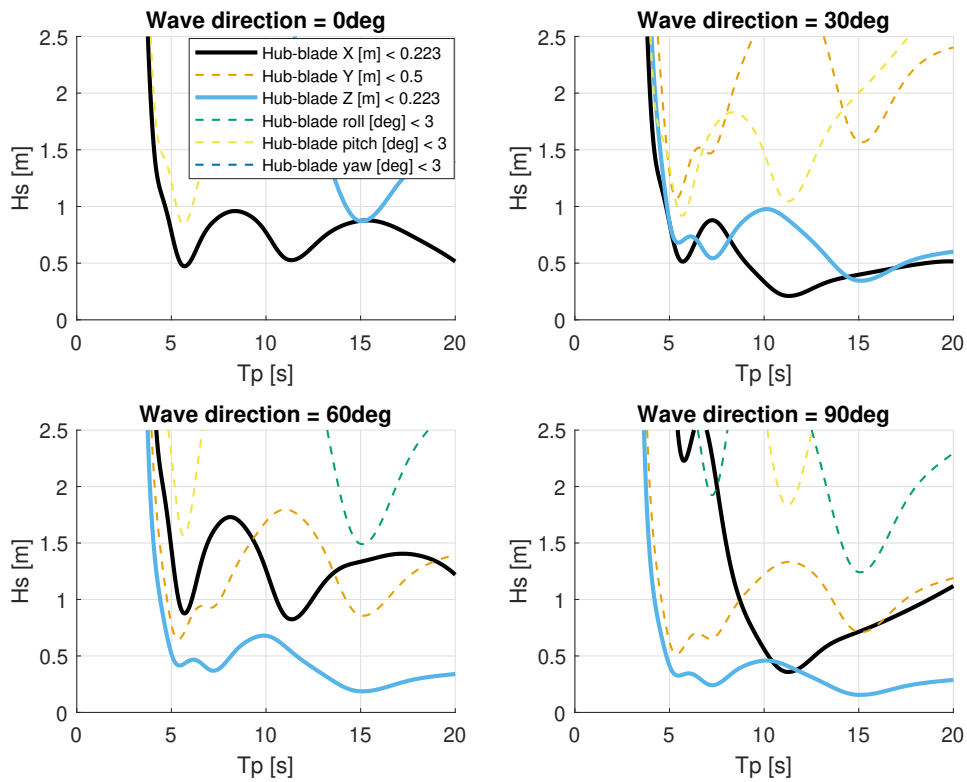 Wave direction = 0deg
2.5
2
1.5
1
0.5
0
Hs [m]
0 5 10 15 20
Tp [s]
Hub-blade X [m] < 0.223
Hub-blade Y [m] < 0.5
Hub-blade Z [m] < 0.223
Hub-blade roll [deg] < 3
Hub-blade pitch [deg] < 3
Hub-blade yaw [deg] < 3
Wave direction = 30deg
2.5
2
1.5
1
0.5
0
Hs [m]
0 5 10 15 20
Tp [s]
Wave direction = 60deg
2.5
2
1.5
1
0.5
0
Hs [m]
0 5 10 15 20
Tp [s]
Wave direction = 90deg
2.5
2
1.5
1
0.5
0
Hs [m]
0 5 10 15 20
Tp [s]